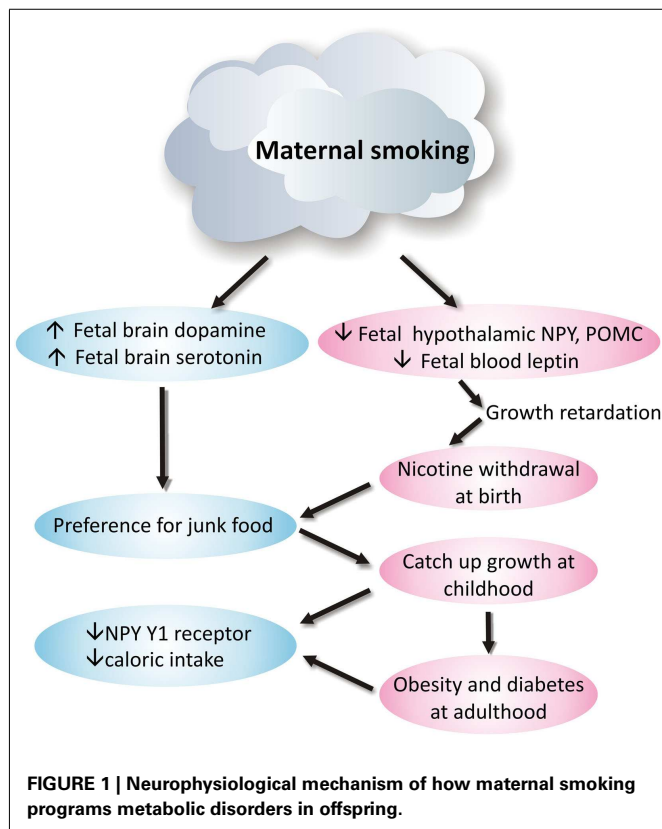 Maternal smoking
↑ Fetal brain dopamine
↑ Fetal brain serotonin
↓ Fetal hypothalamic NPY, POMC
↓ Fetal blood leptin
Growth retardation
Nicotine withdrawal
at birth
Preference for junk food
Catch up growth at
childhood
↓NPY Y1 receptor
↓caloric intake
Obesity and diabetes
at adulthood
FIGURE 1 | Neurophysiological mechanism of how maternal smoking
programs metabolic disorders in offspring.